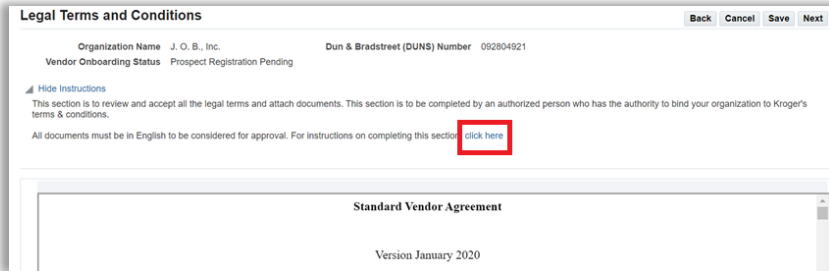 Legal Terms and Conditions
Back Cancel Save Next
Organization Name J. O. B., Inc. Dun & Bradstreet (DUNS) Number 092804921
Vendor Onboarding Status Prospect Registration Pending
Hide Instructions
This section is to review and accept all the legal terms and attach documents. This section is to be completed by an authorized person who has the authority to bind your organization to Kroger's
terms & conditions.
All documents must be in English to be considered for approval. For instructions on completing this section click here
Standard Vendor Agreement
Version January 2020